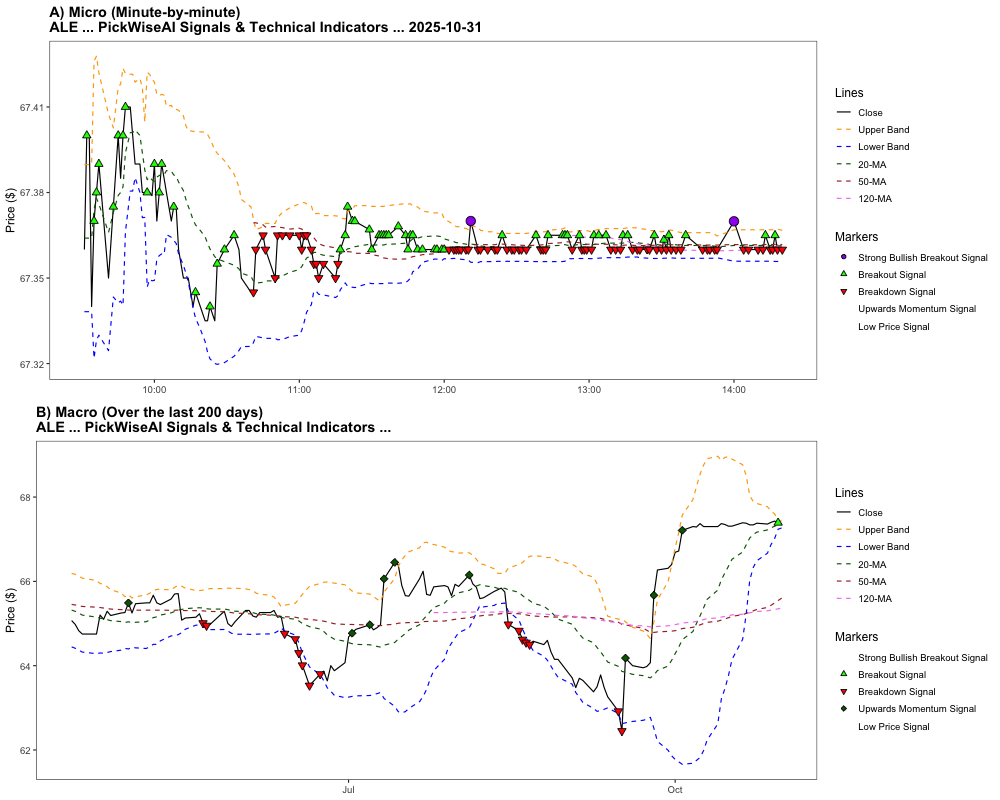 A) Micro (Minute-by-minute)
ALE ... PickWiseAI Signals & Technical Indicators ... 2025-10-31
Price ($)
67.41
67.38
67.35
67.32
10:00
11:00
12:00
13:00
14:00
Lines
Close
Upper Band
Lower Band
20-MA
50-MA
120-MA
Markers
Strong Bullish Breakout Signal
Breakout Signal
Breakdown Signal
Upwards Momentum Signal
Low Price Signal
B) Macro (Over the last 200 days)
ALE ... PickWiseAI Signals & Technical Indicators ...
Price ($)
68
66
64
62
Jul
Oct
Lines
Close
Upper Band
Lower Band
20-MA
50-MA
120-MA
Markers
Strong Bullish Breakout Signal
Breakout Signal
Breakdown Signal
Upwards Momentum Signal
Low Price Signal